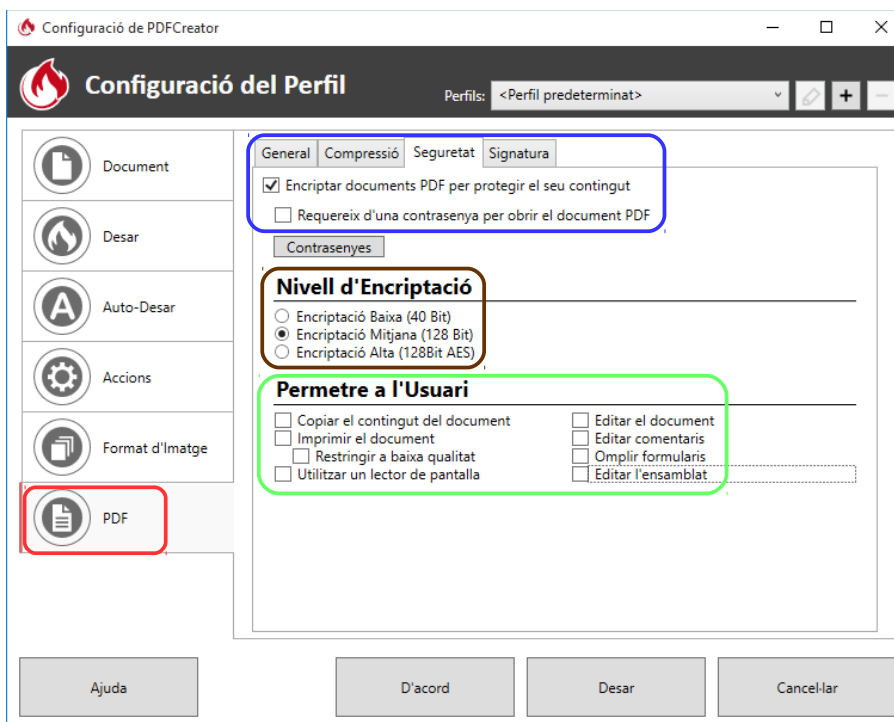 Configuració de PDFCreator
Configuració del Perfil
Perfils: <Perfil predeterminat>
Document
Desar
Auto-Desar
Accions
Format d'Imatge
PDF
General Compressió Seguretat Signatura
Encriptar documents PDF per protegir el seu contingut
Requereix d'una contrasenya per obrir el document PDF
Contrasenyes
Nivell d'Encriptació
Encriptació Baixa (40 Bit)
Encriptació Mitjana (128 Bit)
Encriptació Alta (128Bit AES)
Permetre a l'Usuari
Copiar el contingut del document
Imprimir el document
Restringir a baixa qualitat
Utilitzar un lector de pantalla
Editar el document
Editar comentaris
Omplir formularis
Editar l'ensamblat
Ajuda
D'acord
Desar
Cancel·lar